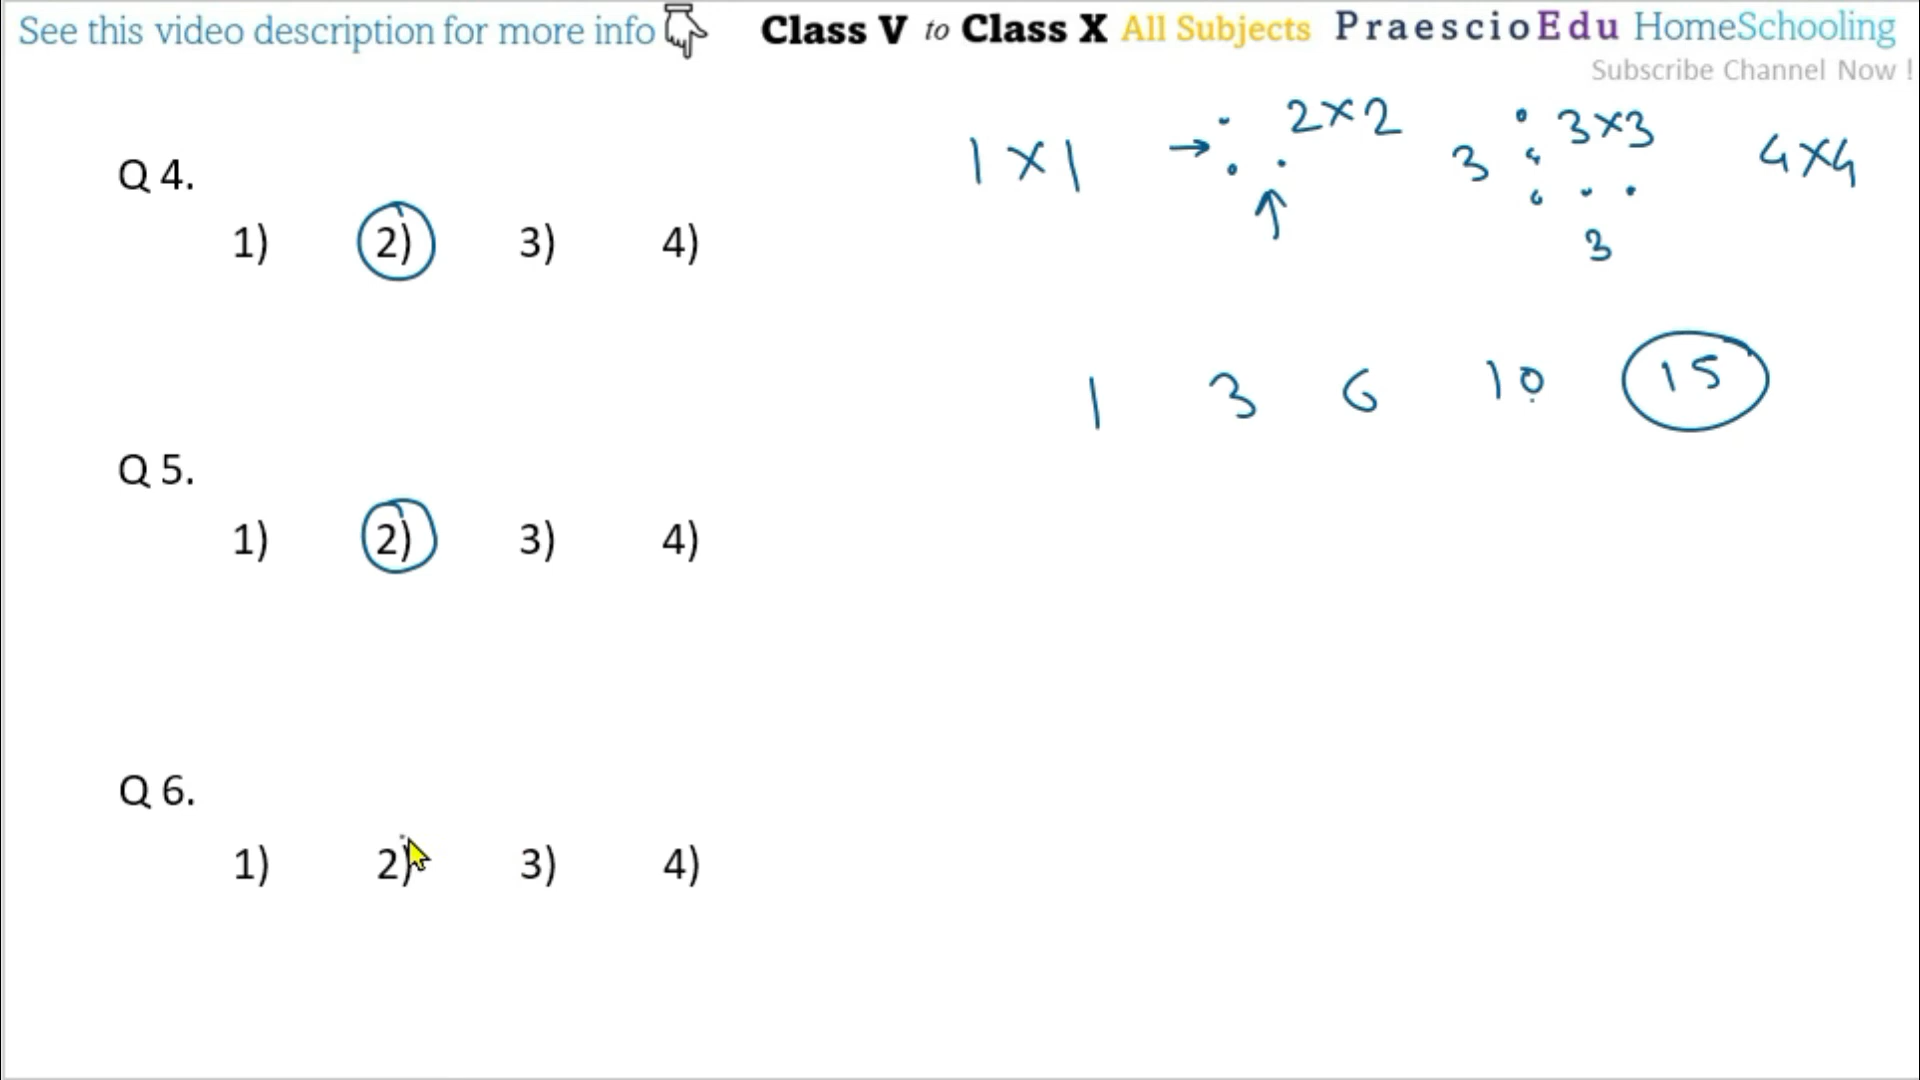 See this video description for more info Class V to Class X All Subjects PraescioEdu HomeSchooling
Subscribe Channel Now !
1×1 2×2 3 3×3 4×4
3
Q 4.
1) 2) 3) 4)
1 3 6 10 15
Q 5.
1) 2) 3) 4)
Q 6.
1) 2) 3) 4)